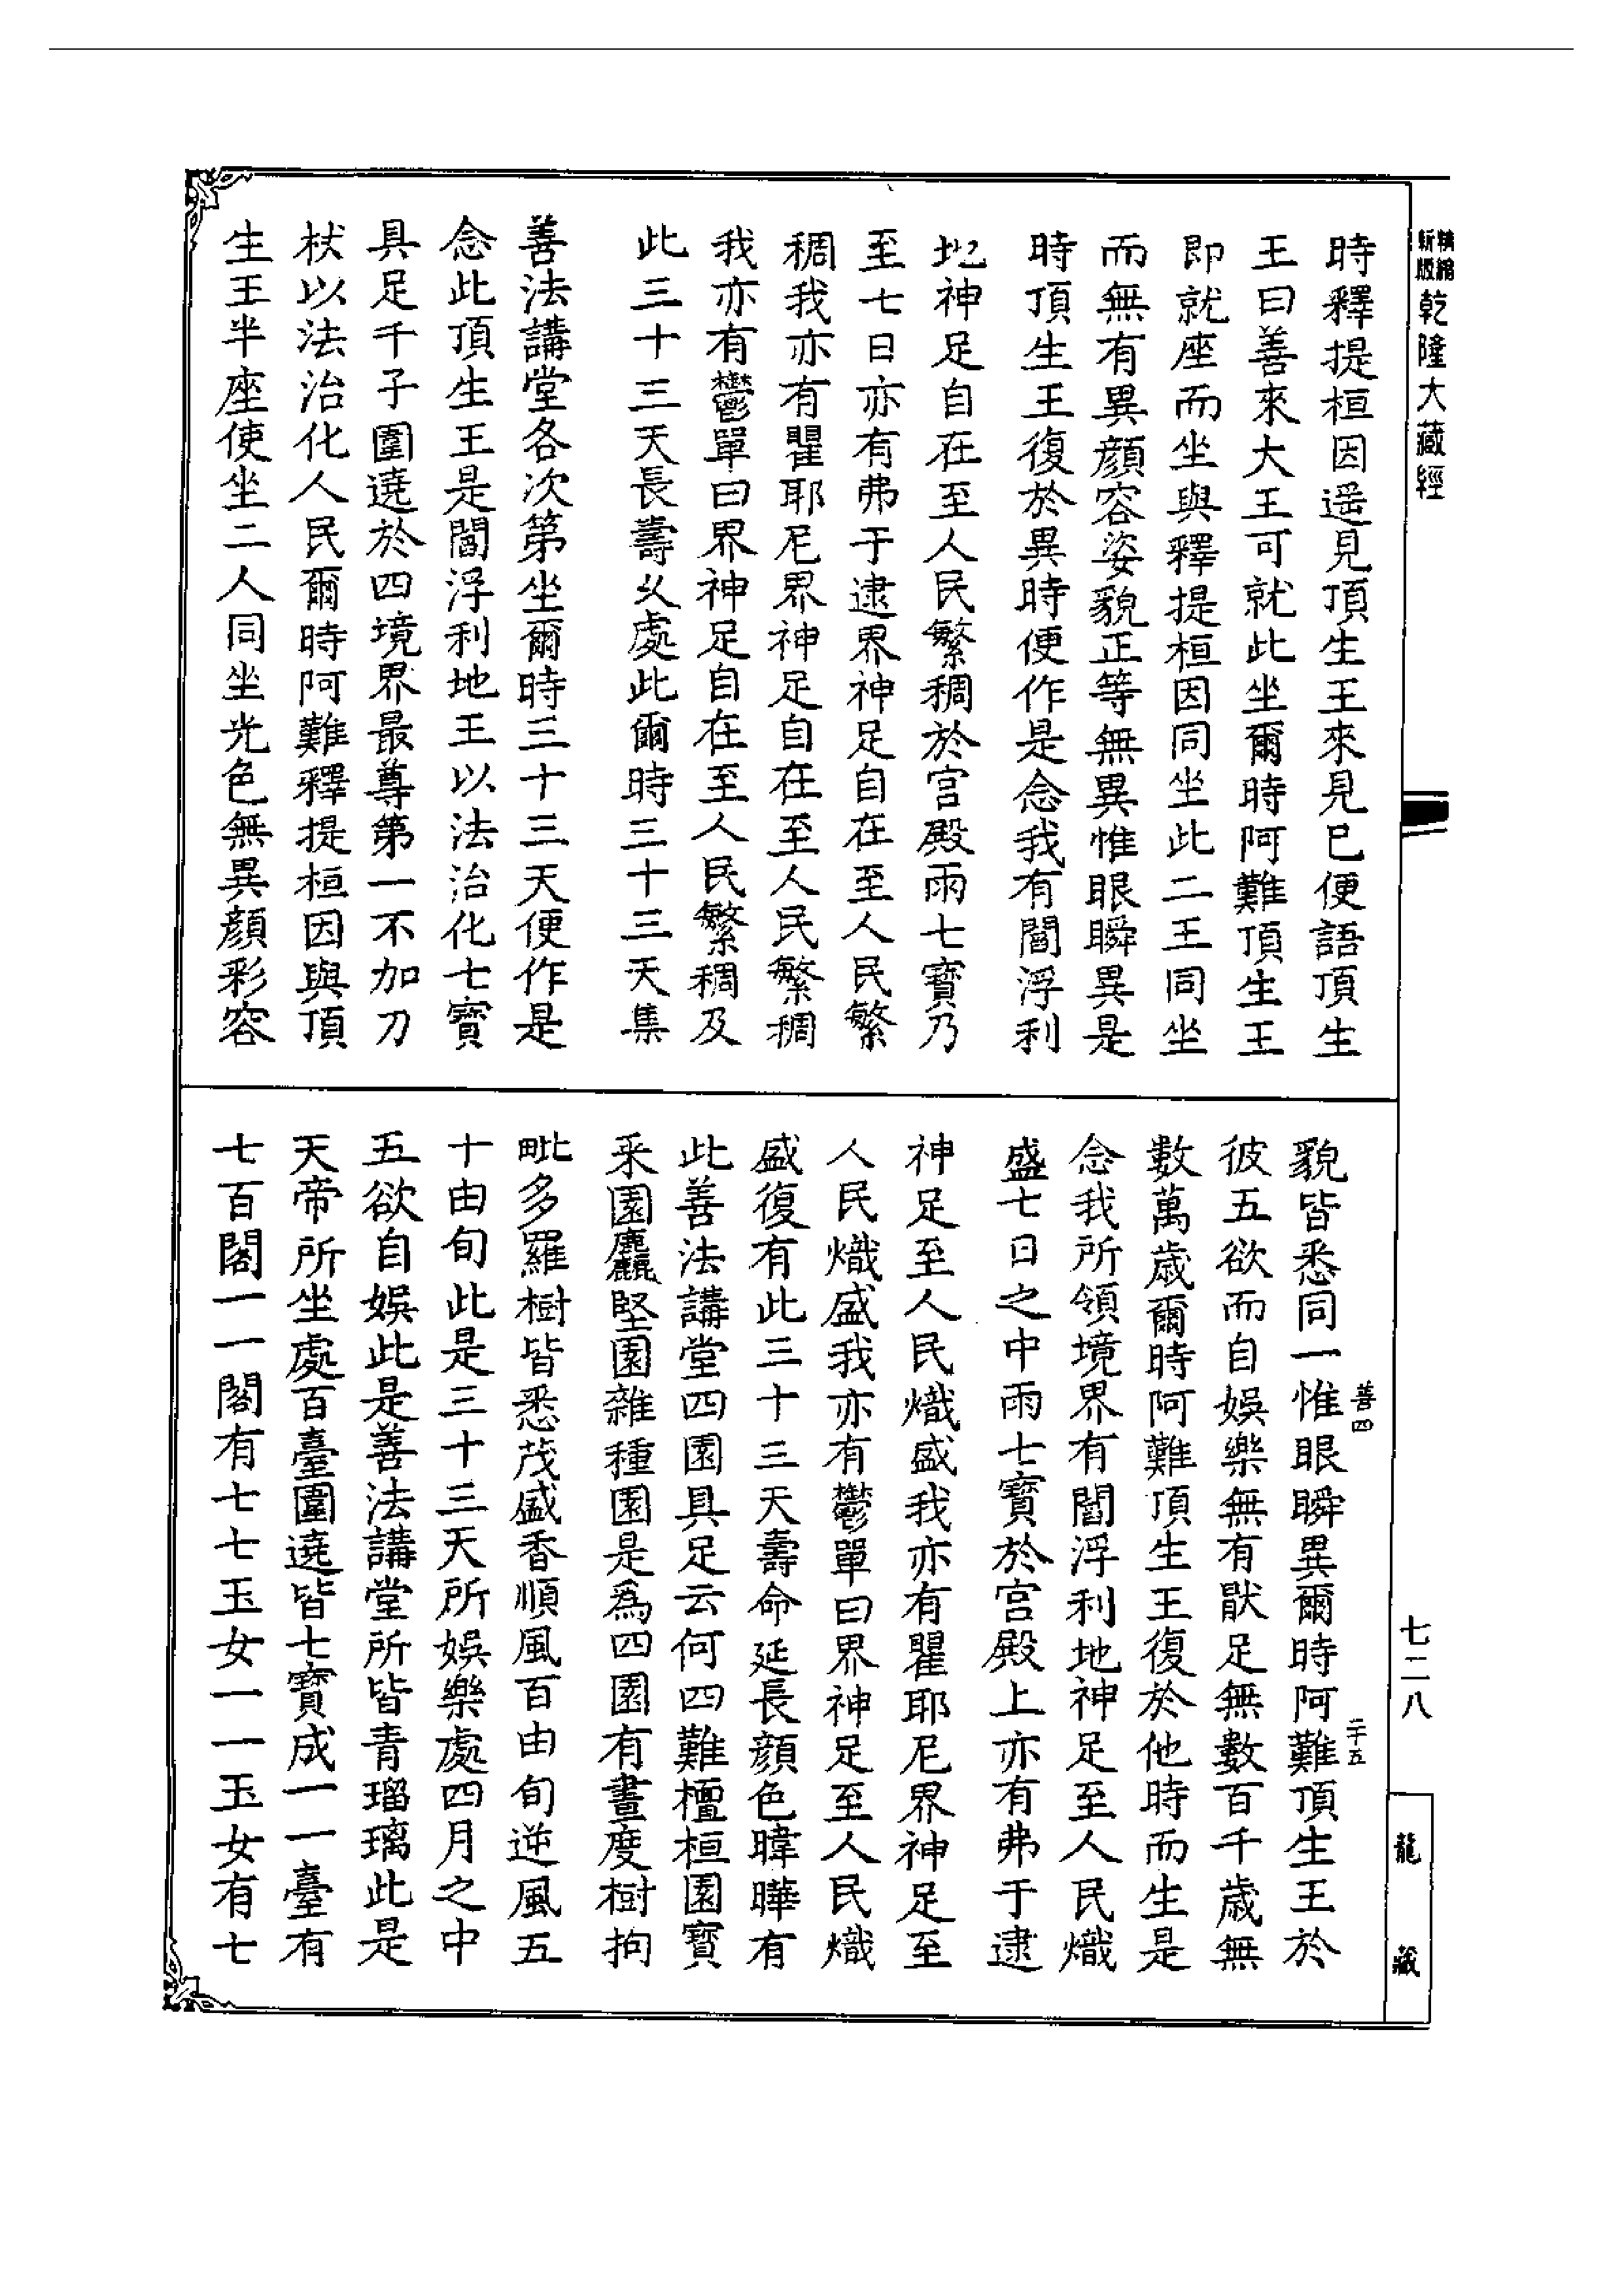 精縮新版乾隆大藏經
時釋提桓因遥見頂生王來見已便語頂生
王曰善來大王可就此坐爾時阿難頂生王
即就座而坐與釋提桓因同坐此二王同坐
而無有異顔容姿貌正等無異惟眼瞬異是
時頂生王復於異時便作是念我有閻浮利
地神足自在至人民繁稠於宫殿雨七寶乃
至七日亦有弗于逮界神足自在至人民繁
稠我亦有瞿耶尼界神足自在至人民繁稠
我亦有鬱單曰界神足自在至人民繁稠及
此三十三天長壽乆處此爾時三十三天集
善法講堂各次第坐爾時三十三天便作是
念此頂生王是閻浮利地王以法治化七寶
具足千子圍遶於四境界最尊第一不加刀
杖以法治化人民爾時阿難釋提桓因與頂
生王半座使坐二人同坐光色無異顔彩容
貌皆悉同一惟眼瞬異爾時阿難頂生王於
彼五欲而自娱樂無有猒足無數百千歳無
數萬歳爾時阿難頂生王復於他時而生是
念我所領境界有閻浮利地神足至人民熾
盛七日之中雨七寳於宫殿上亦有弗于逮
神足至人民熾盛我亦有瞿耶尼界神足至
人民熾盛我亦有鬱單曰界神足至人民熾
盛復有此三十三天壽命延長顔色暐曄有
此善法講堂四園具足云何四難檀桓園寳
釆園麤堅園雜種園是爲四園有晝度樹拘
毗多羅樹皆悉茂盛香順風百由旬逆風五
十由旬此是三十三天所娱樂處四月之中
五欲自娱此是善法講堂所皆青瑠璃此是
天帝所坐處百臺圍遶皆七寳成一一臺有
七百閣一一閣有七七玉女一一玉女有七
善四
二十五
七二八
龍藏